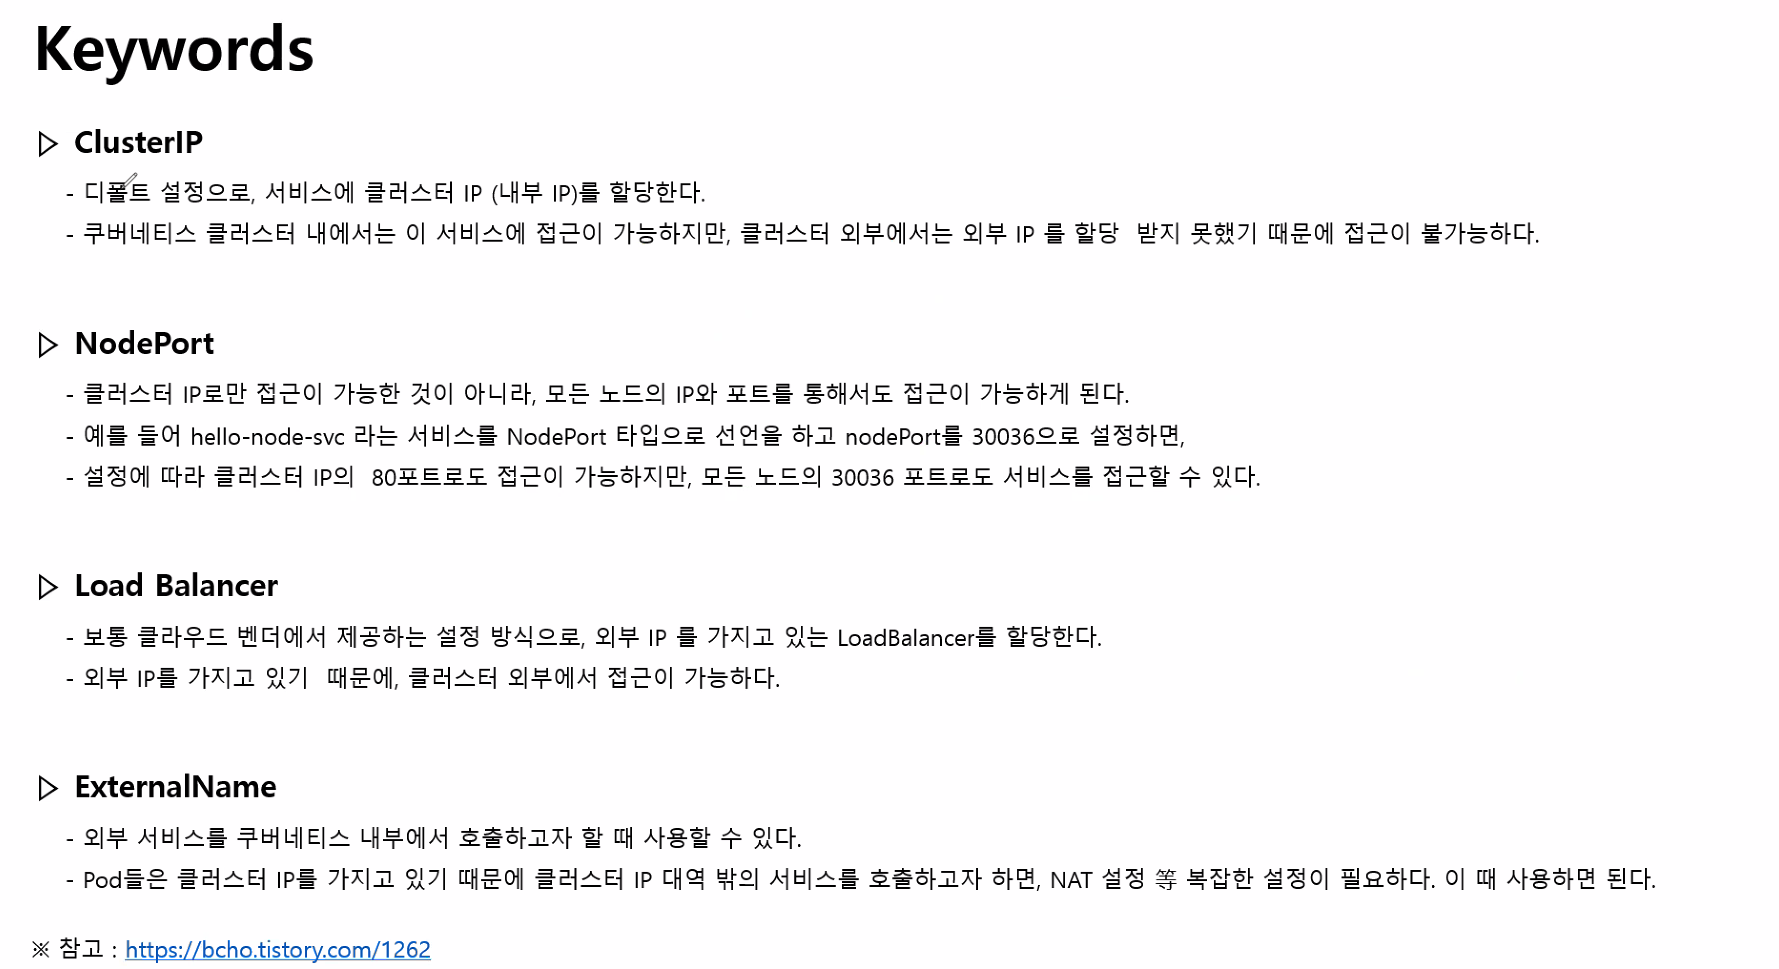 Keywords
▷ ClusterIP
- 디폴트 설정으로, 서비스에 클러스터 IP (내부 IP)를 할당한다.
- 쿠버네티스 클러스터 내에서는 이 서비스에 접근이 가능하지만, 클러스터 외부에서는 외부 IP 를 할당 받지 못했기 때문에 접근이 불가능하다.
▷ NodePort
- 클러스터 IP로만 접근이 가능한 것이 아니라, 모든 노드의 IP와 포트를 통해서도 접근이 가능하게 된다.
- 예를 들어 hello-node-svc 라는 서비스를 NodePort 타입으로 선언을 하고 nodePort를 30036으로 설정하면,
- 설정에 따라 클러스터 IP의 80포트로도 접근이 가능하지만, 모든 노드의 30036 포트로도 서비스를 접근할 수 있다.
▷ Load Balancer
- 보통 클라우드 벤더에서 제공하는 설정 방식으로, 외부 IP 를 가지고 있는 LoadBalancer를 할당한다.
- 외부 IP를 가지고 있기 때문에, 클러스터 외부에서 접근이 가능하다.
▷ ExternalName
- 외부 서비스를 쿠버네티스 내부에서 호출하고자 할 때 사용할 수 있다.
- Pod들은 클러스터 IP를 가지고 있기 때문에 클러스터 IP 대역 밖의 서비스를 호출하고자 하면, NAT 설정 등 복잡한 설정이 필요하다. 이 때 사용하면 된다.
※ 참고 : https://bcho.tistory.com/1262